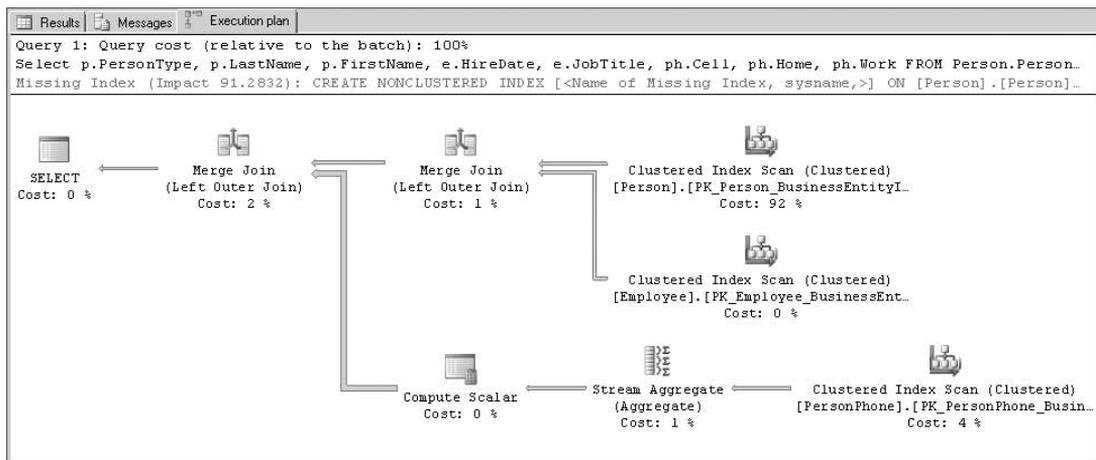 Results Messages Execution plan
Query 1: Query cost (relative to the batch): 100%
Select p.PersonType, p.LastName, p.FirstName, e.HireDate, e.JobTitle, ph.Cell, ph.Home, ph.Work FROM Person.Person…
Missing Index (Impact 91.2832): CREATE NONCLUSTERED INDEX [<Name of Missing Index, sysname,>] ON [Person].[Person]…
SELECT
Cost: 0 %
Merge Join
(Left Outer Join)
Cost: 2 %
Merge Join
(Left Outer Join)
Cost: 1 %
Clustered Index Scan (Clustered)
[Person].[PK_Person_BusinessEntityI…
Cost: 92 %
Clustered Index Scan (Clustered)
[Employee].[PK_Employee_BusinessEnt…
Cost: 0 %
Compute Scalar
Cost: 0 %
Stream Aggregate
(Aggregate)
Cost: 1 %
Clustered Index Scan (Clustered)
[PersonPhone].[PK_PersonPhone_Busin…
Cost: 4 %